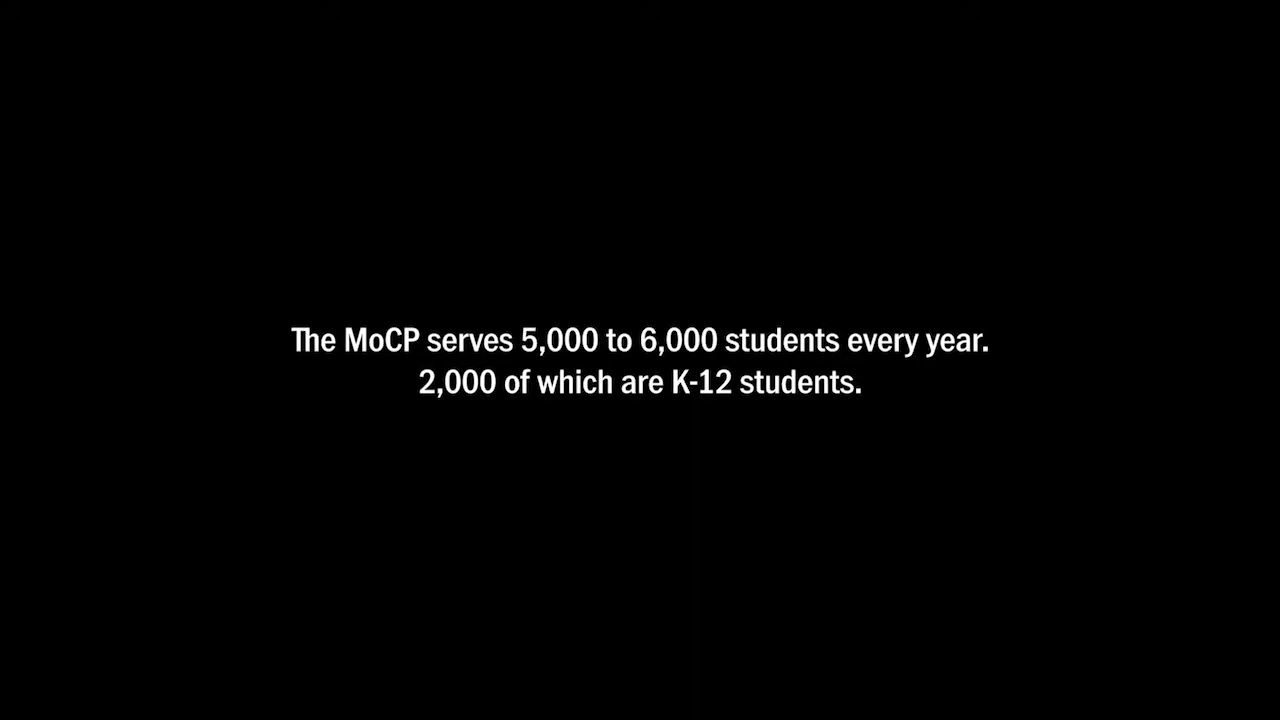 The MoCP serves 5,000 to 6,000 students every year.
2,000 of which are K-12 students.